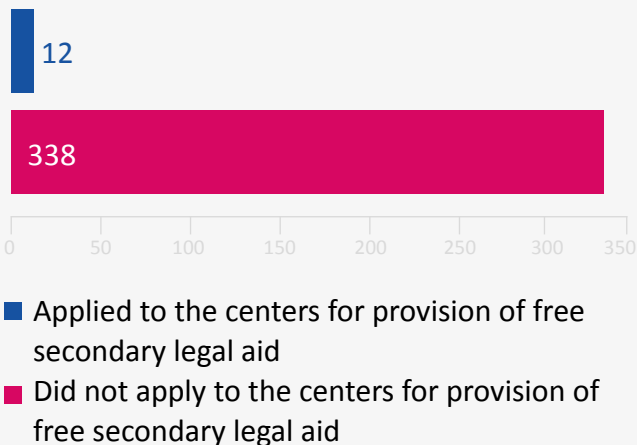 12
338
0 50 100 150 200 250 300 350
Applied to the centers for provision of free
secondary legal aid
Did not apply to the centers for provision of
free secondary legal aid